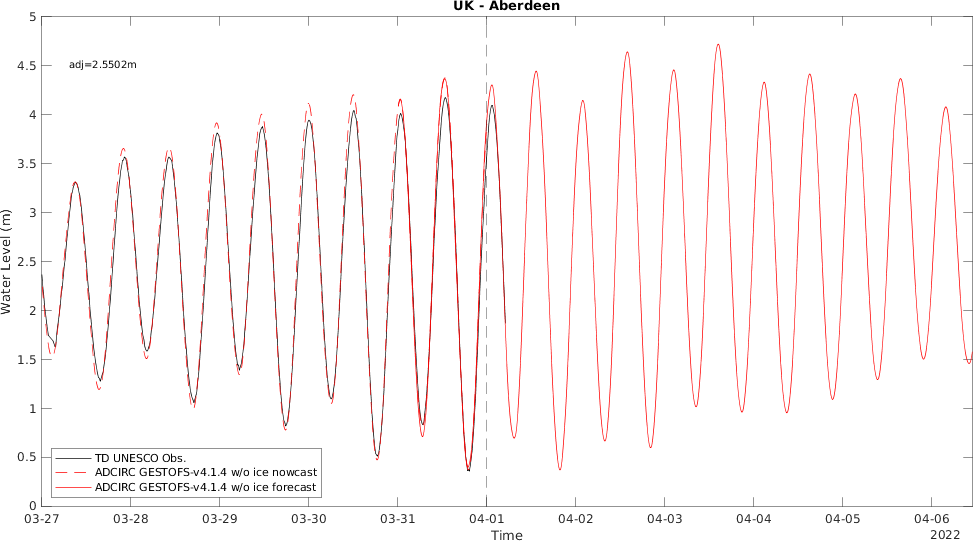 UK - Aberdeen
5
4.5
4
3.5
3
2.5
2
1.5
1
0.5
0
Water Level (m)
adj=2.5502m
TD UNESCO Obs.
ADCIRC GESTOFS-v4.1.4 w/o ice nowcast
ADCIRC GESTOFS-v4.1.4 w/o ice forecast
03-27 03-28 03-29 03-30 03-31 04-01 04-02 04-03 04-04 04-05 04-06
Time
2022